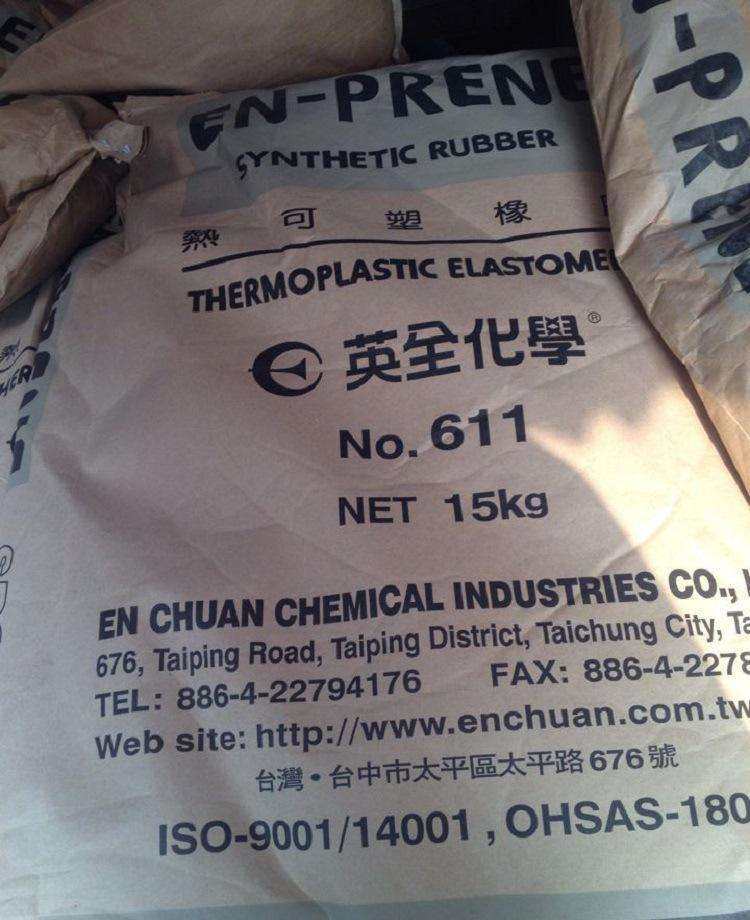 EN-PRENE
SYNTHETIC RUBBER
熱可塑橡
THERMOPLASTIC ELASTOME
英全化學®
No. 611
NET 15kg
EN CHUAN CHEMICAL INDUSTRIES CO.,
676, Taiping Road, Taiping District, Taichung City, Ta
TEL: 886-4-22794176 FAX: 886-4-2278
Web site: http://www.enchuan.com.tw
台灣・台中市太平區太平路676號
ISO-9001/14001 , OHSAS-180